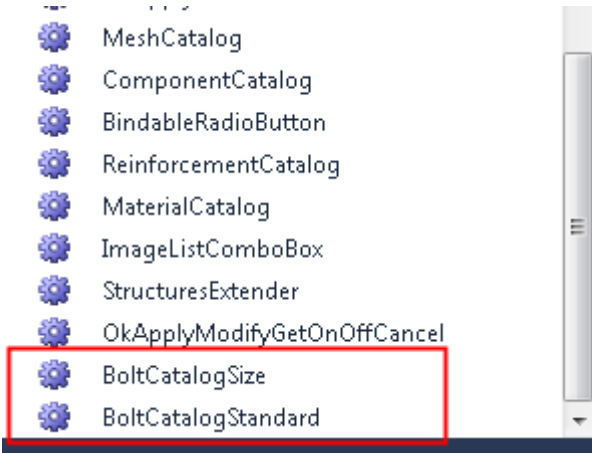 MeshCatalog
ComponentCatalog
BindableRadioButton
ReinforcementCatalog
MaterialCatalog
ImageListComboBox
StructuresExtender
OkApplyModifyGetOnOffCancel
BoltCatalogSize
BoltCatalogStandard